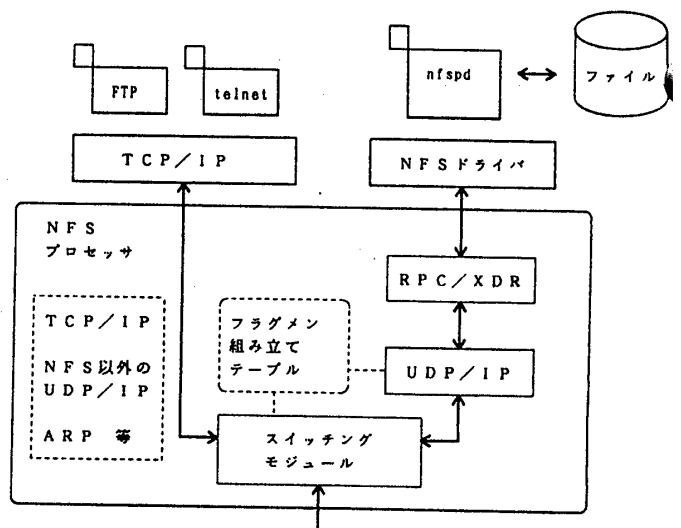 FTP
telnet
nfspd
ファイル
TCP/IP
NFSドライバ
NFS
プロセッサ
RPC/XDR
TCP/IP
NFS以外の
UDP/IP
ARP 等
フラグメン
組み立て
テーブル
UDP/IP
スイッチング
モジュール